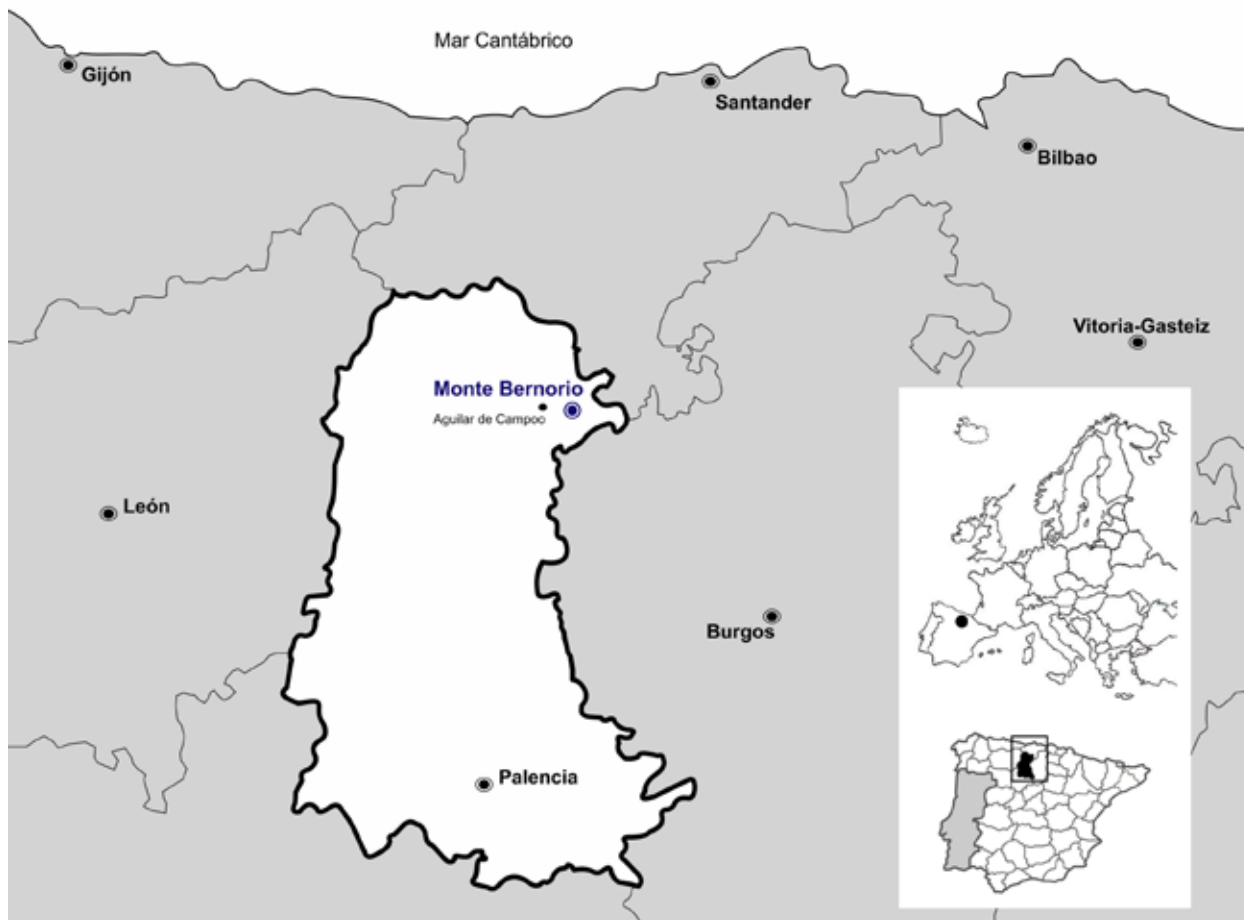 Mar Cantábrico
Gijón
Santander
Bilbao
Vitoria-Gasteiz
Monte Bernorio
Aguilar de Campoo
León
Burgos
Palencia